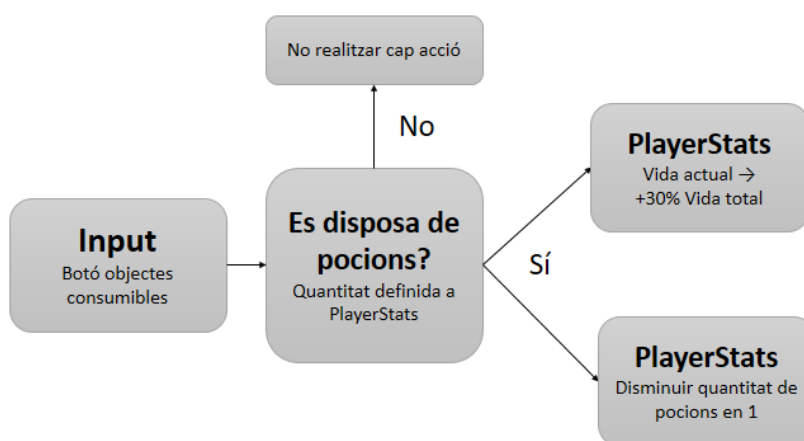 No realitzar cap acció
No
PlayerStats
Vida actual →
+30% Vida total
Input
Botó objectes
consumibles
Es disposa de
pocions?
Quantitat definida a
PlayerStats
Sí
PlayerStats
Disminuir quantitat de
pocions en 1